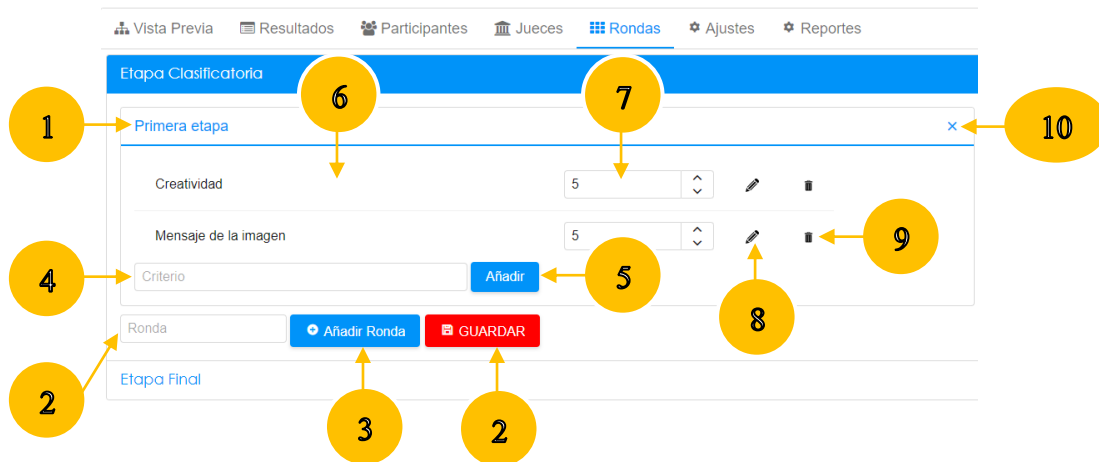 Vista Previa Resultados Participantes Jueces Rondas Ajustes Reportes
Etapa Clasificatoria
6 7
1 Primera etapa × 10
Creatividad 5
Mensaje de la imagen 5 9
4 Criterio Añadir 5
8
Ronda Añadir Ronda GUARDAR
Etapa Final
2 3 2